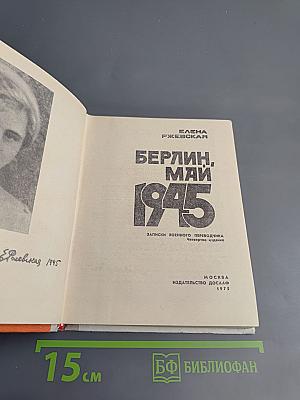 ЕЛЕНА
РЖЕВСКАЯ
БЕРЛИН,
МАЙ
1945
ЗАПИСКИ ВОЕННОГО ПЕРЕВОДЧИКА
Четвертое издание
МОСКВА
ИЗДАТЕЛЬСТВО ДОСААФ
1975
Е Ржевская 1945
15 см
БФ БИБЛИОФАН